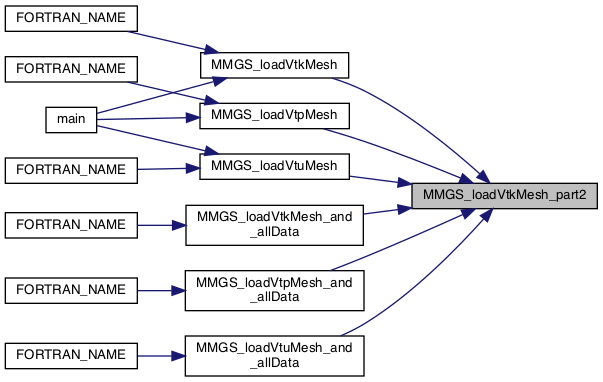 FORTRAN_NAME
MMGS_loadVtkMesh
FORTRAN_NAME
MMGS_loadVtpMesh
main
MMGS_loadVtuMesh
FORTRAN_NAME
MMGS_loadVtkMesh_part2
MMGS_loadVtkMesh_and
_allData
FORTRAN_NAME
MMGS_loadVtpMesh_and
_allData
FORTRAN_NAME
MMGS_loadVtuMesh_and
_allData
FORTRAN_NAME